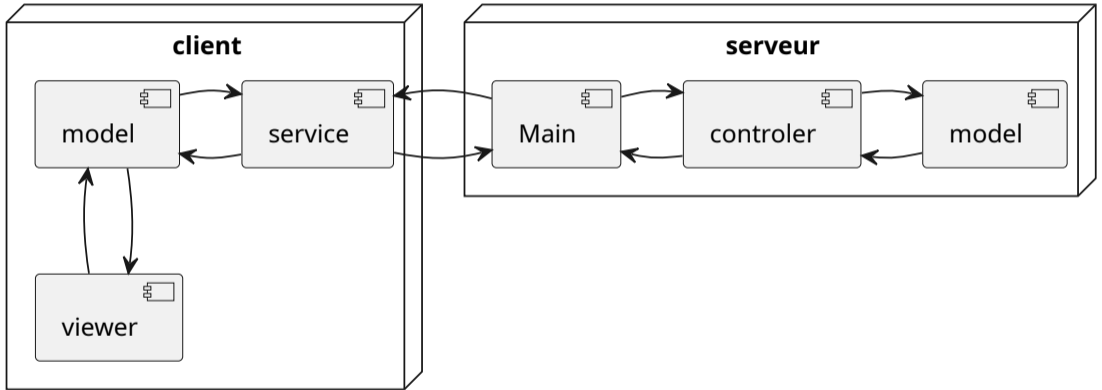 client
serveur
model
service
Main
controler
model
viewer